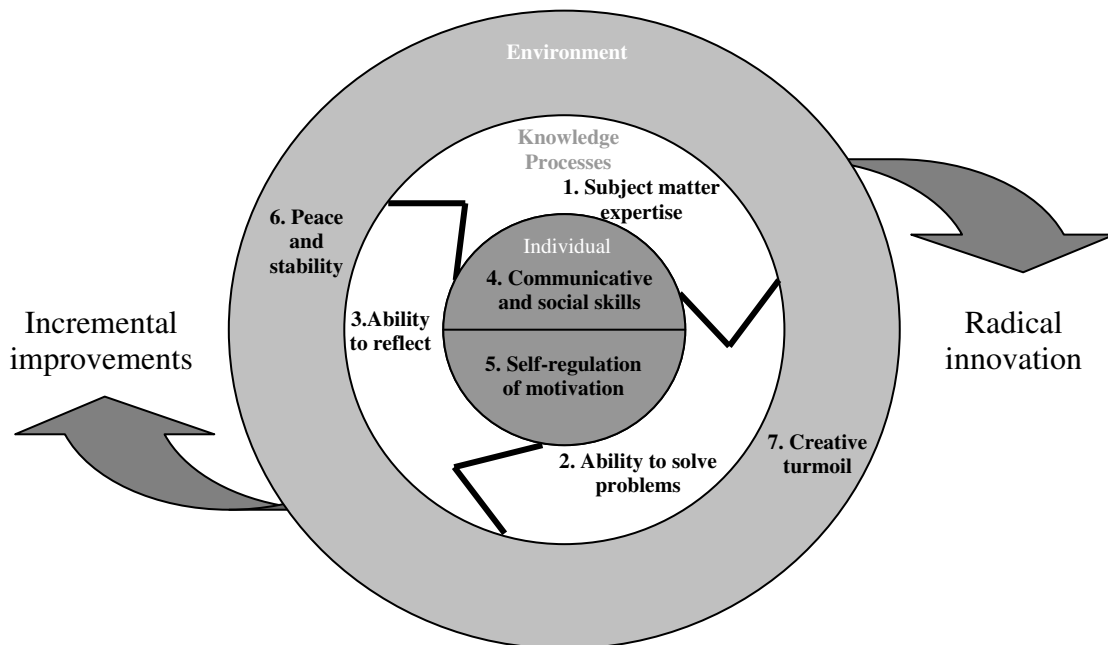 Environment
Knowledge
Processes
1. Subject matter
expertise
6. Peace
and
stability
Individual
4. Communicative
and social skills
3.Ability
to reflect
5. Self-regulation
of motivation
2. Ability to solve
problems
7. Creative
turmoil
Incremental
improvements
Radical
innovation